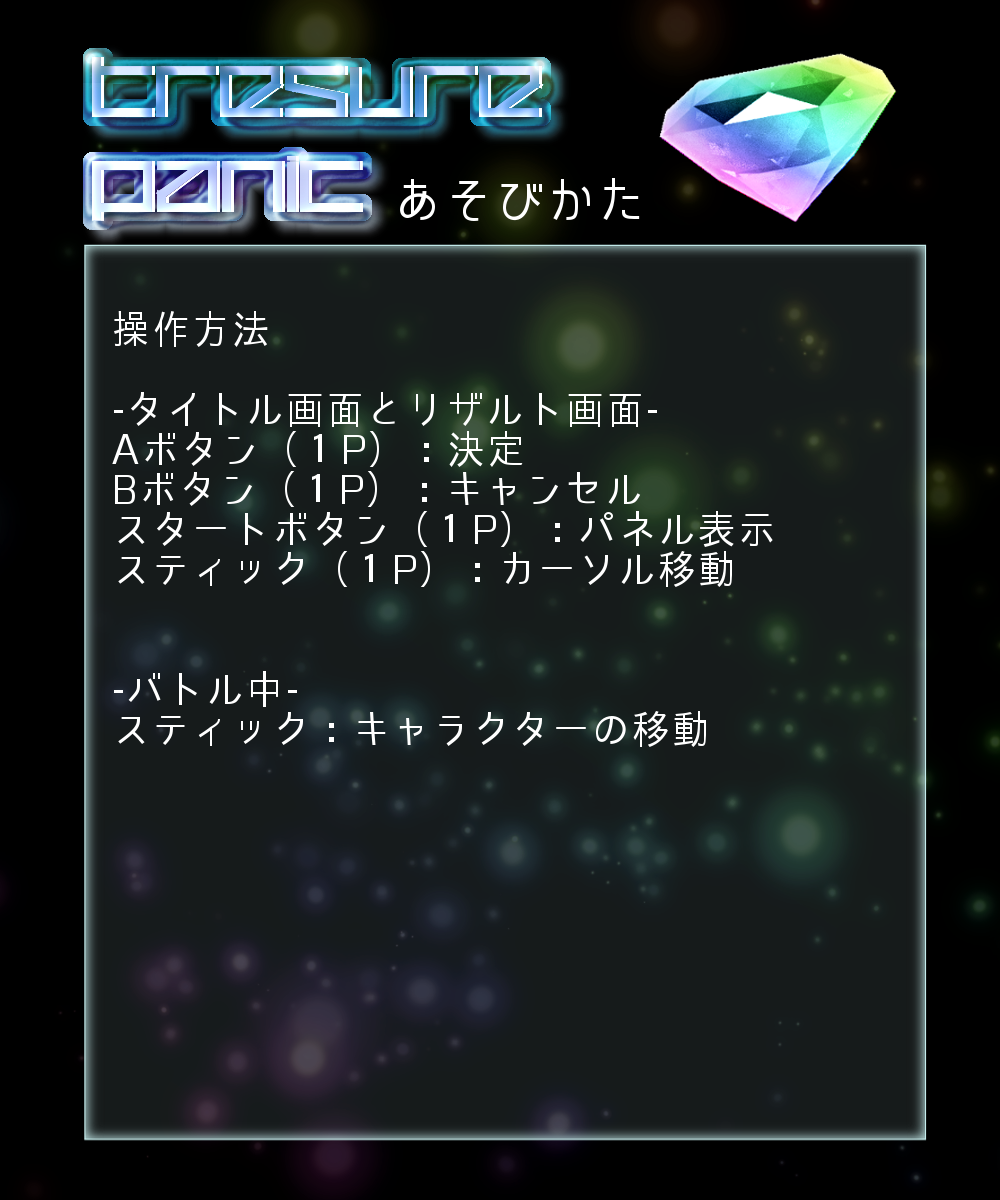 tresure
panic あそびかた
操作方法
-タイトル画面とリザルト画面-
Aボタン（１P）：決定
Bボタン（１P）：キャンセル
スタートボタン（１P）：パネル表示
スティック（１P）：カーソル移動
-バトル中-
スティック：キャラクターの移動